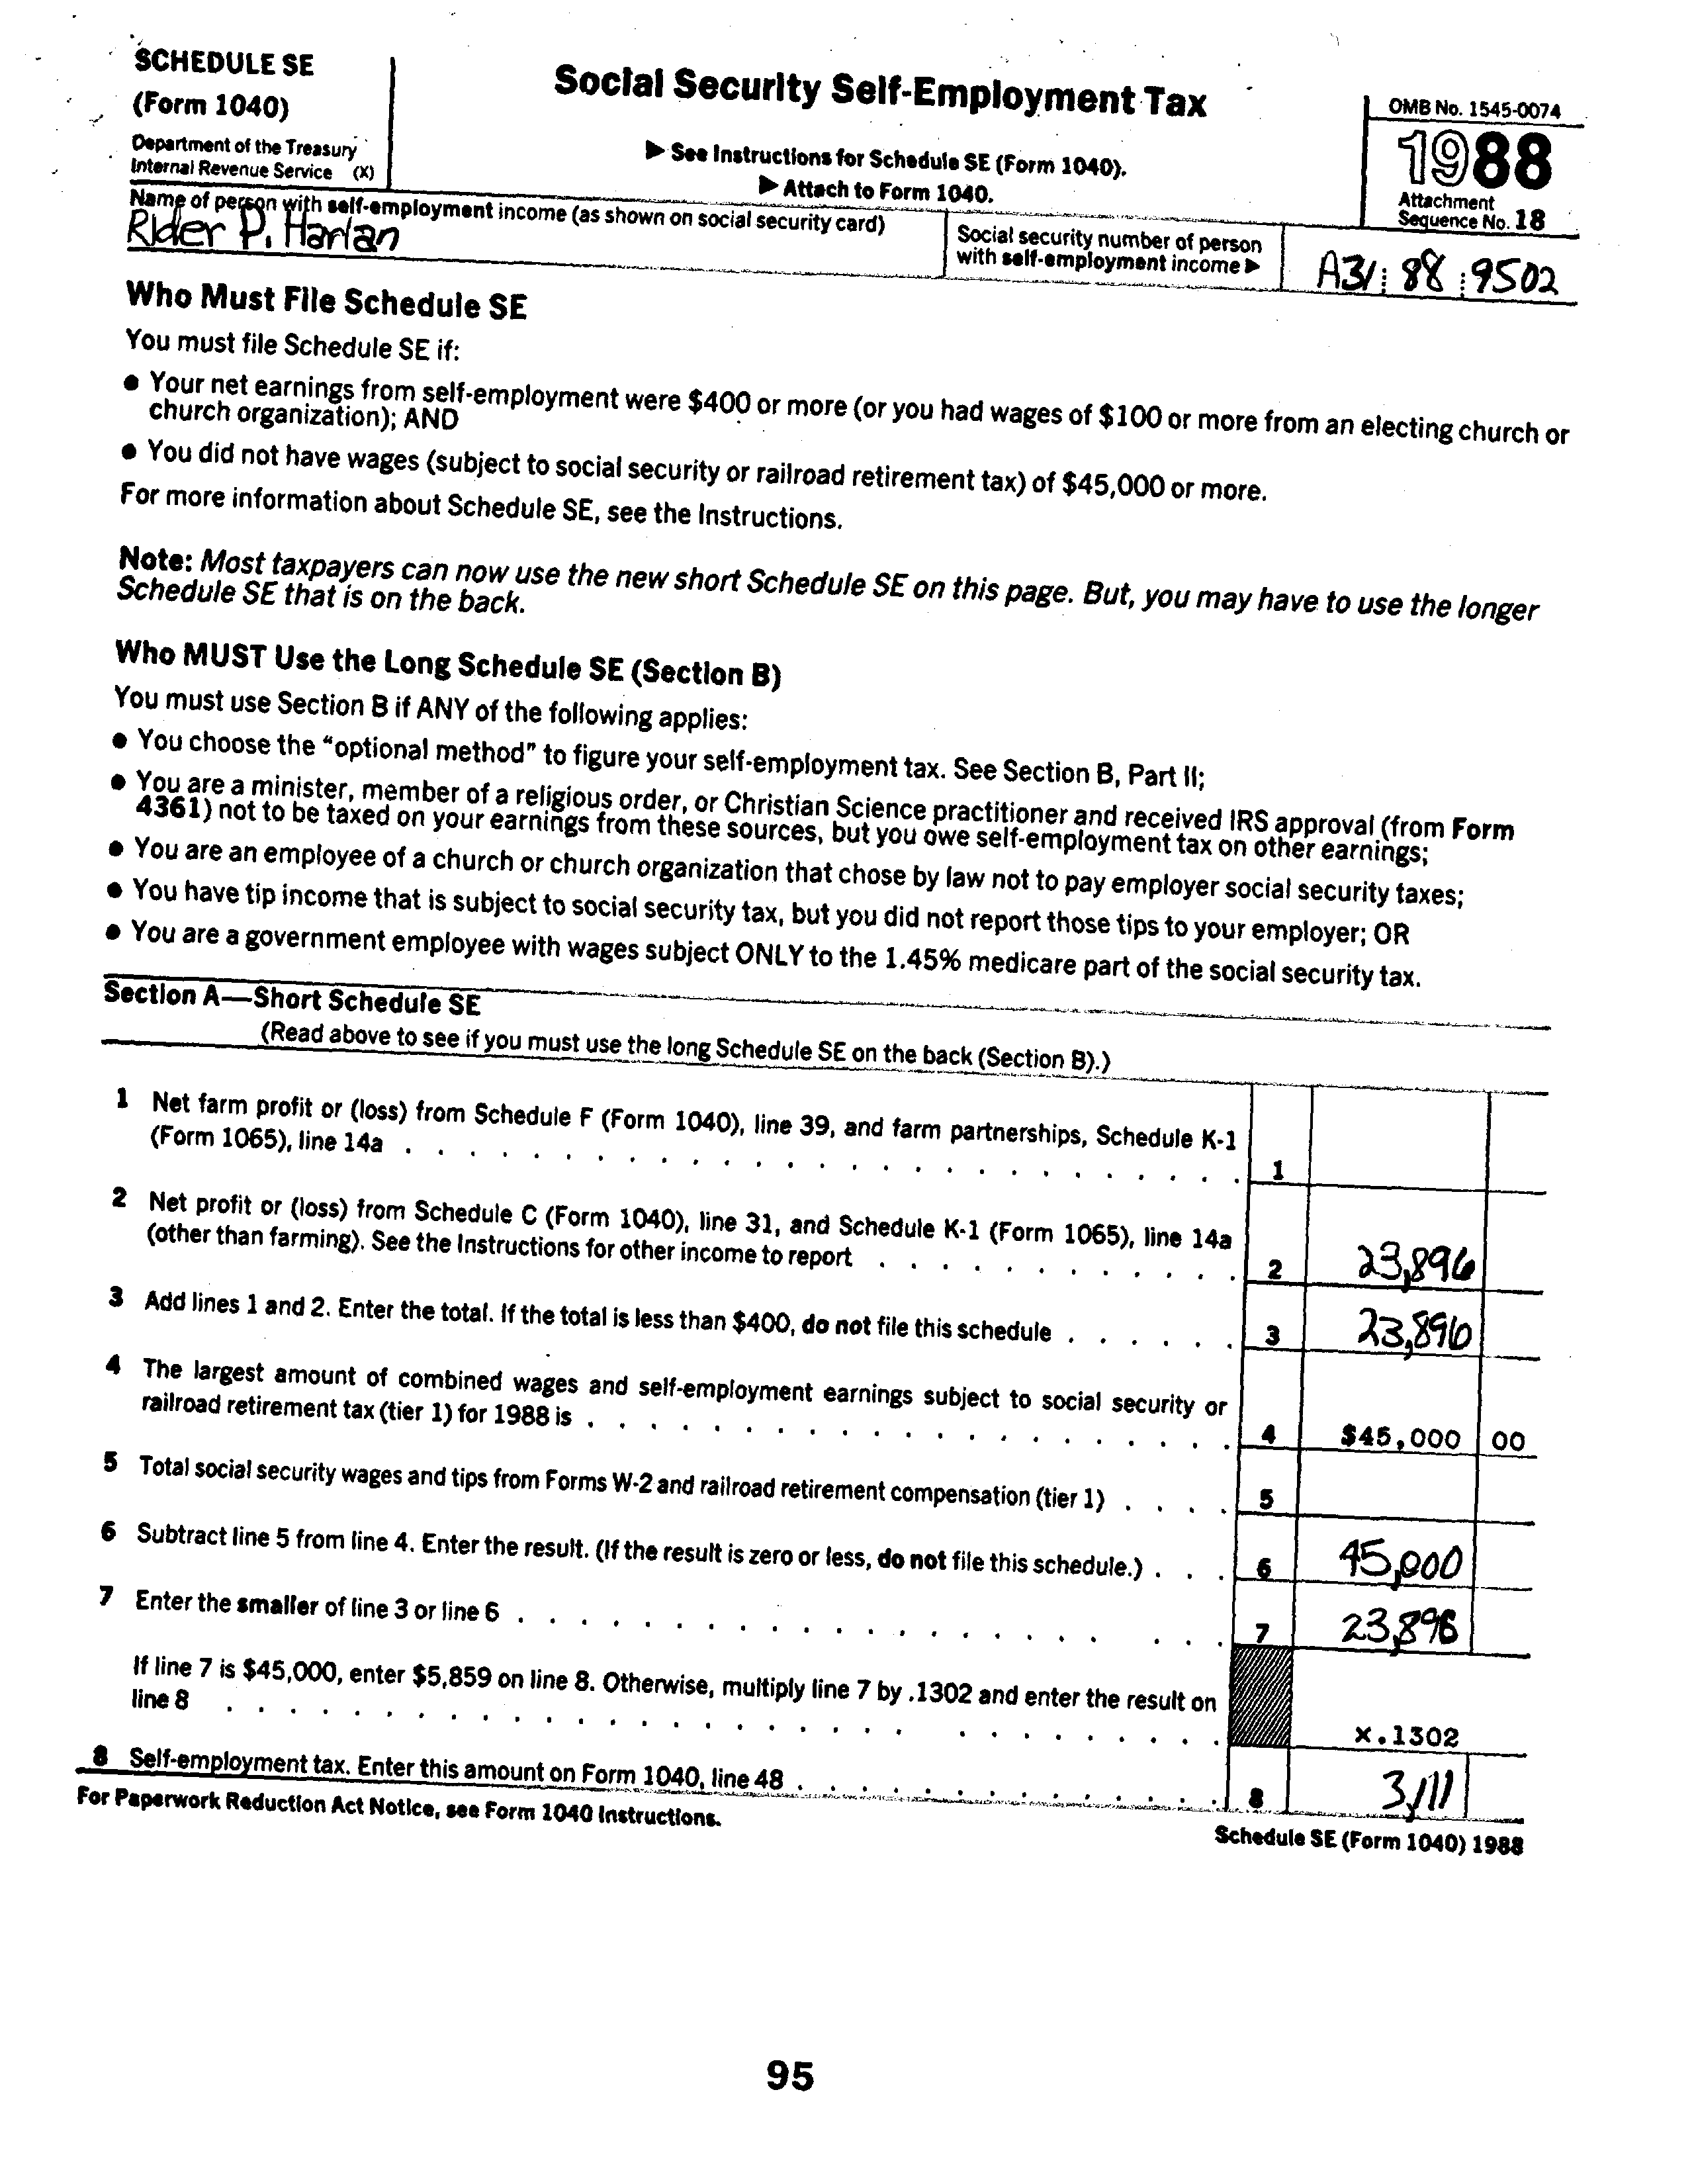 SCHEDULE SE
(Form 1040)
Department of the Treasury
Internal Revenue Service (X)
Social Security Self-Employment Tax
▶ See Instructions for Schedule SE (Form 1040).
▶ Attach to Form 1040.
OMB No. 1545-0074
1988
Attachment
Sequence No. 18
Name of person with self-employment income (as shown on social security card)
Rider P. Harlan
Social security number of person
with self-employment income ▶
A31 88 9502
Who Must File Schedule SE
You must file Schedule SE if:
● Your net earnings from self-employment were $400 or more (or you had wages of $100 or more from an electing church or
church organization); AND
● You did not have wages (subject to social security or railroad retirement tax) of $45,000 or more.
For more information about Schedule SE, see the Instructions.
Note: Most taxpayers can now use the new short Schedule SE on this page. But, you may have to use the longer
Schedule SE that is on the back.
Who MUST Use the Long Schedule SE (Section B)
You must use Section B if ANY of the following applies:
● You choose the "optional method" to figure your self-employment tax. See Section B, Part II;
● You are a minister, member of a religious order, or Christian Science practitioner and received IRS approval (from Form
4361) not to be taxed on your earnings from these sources, but you owe self-employment tax on other earnings;
● You are an employee of a church or church organization that chose by law not to pay employer social security taxes;
● You have tip income that is subject to social security tax, but you did not report those tips to your employer; OR
● You are a government employee with wages subject ONLY to the 1.45% medicare part of the social security tax.
Section A—Short Schedule SE
(Read above to see if you must use the long Schedule SE on the back (Section B).)
1 Net farm profit or (loss) from Schedule F (Form 1040), line 39, and farm partnerships, Schedule K-1
(Form 1065), line 14a . . . . . . . . . . . . . . . . . . . . . . . . . . 1
2 Net profit or (loss) from Schedule C (Form 1040), line 31, and Schedule K-1 (Form 1065), line 14a
(other than farming). See the Instructions for other income to report . . . . . . . . . . . . 2 23,896
3 Add lines 1 and 2. Enter the total. If the total is less than $400, do not file this schedule . . . . . . 3 23,896
4 The largest amount of combined wages and self-employment earnings subject to social security or
railroad retirement tax (tier 1) for 1988 is . . . . . . . . . . . . . . . . . . . . 4 $45,000 00
5 Total social security wages and tips from Forms W-2 and railroad retirement compensation (tier 1) . . . . 5
6 Subtract line 5 from line 4. Enter the result. (If the result is zero or less, do not file this schedule.) . . . 6 45,000
7 Enter the smaller of line 3 or line 6 . . . . . . . . . . . . . . . . . . . . . 7 23,896
If line 7 is $45,000, enter $5,859 on line 8. Otherwise, multiply line 7 by .1302 and enter the result on
line 8 . . . . . . . . . . . . . . . . . . . . . . . . . . . . . . x.1302
8 Self-employment tax. Enter this amount on Form 1040, line 48 . . . . . . . . . . . . . . 8 3,111
For Paperwork Reduction Act Notice, see Form 1040 Instructions.
Schedule SE (Form 1040) 1988
95